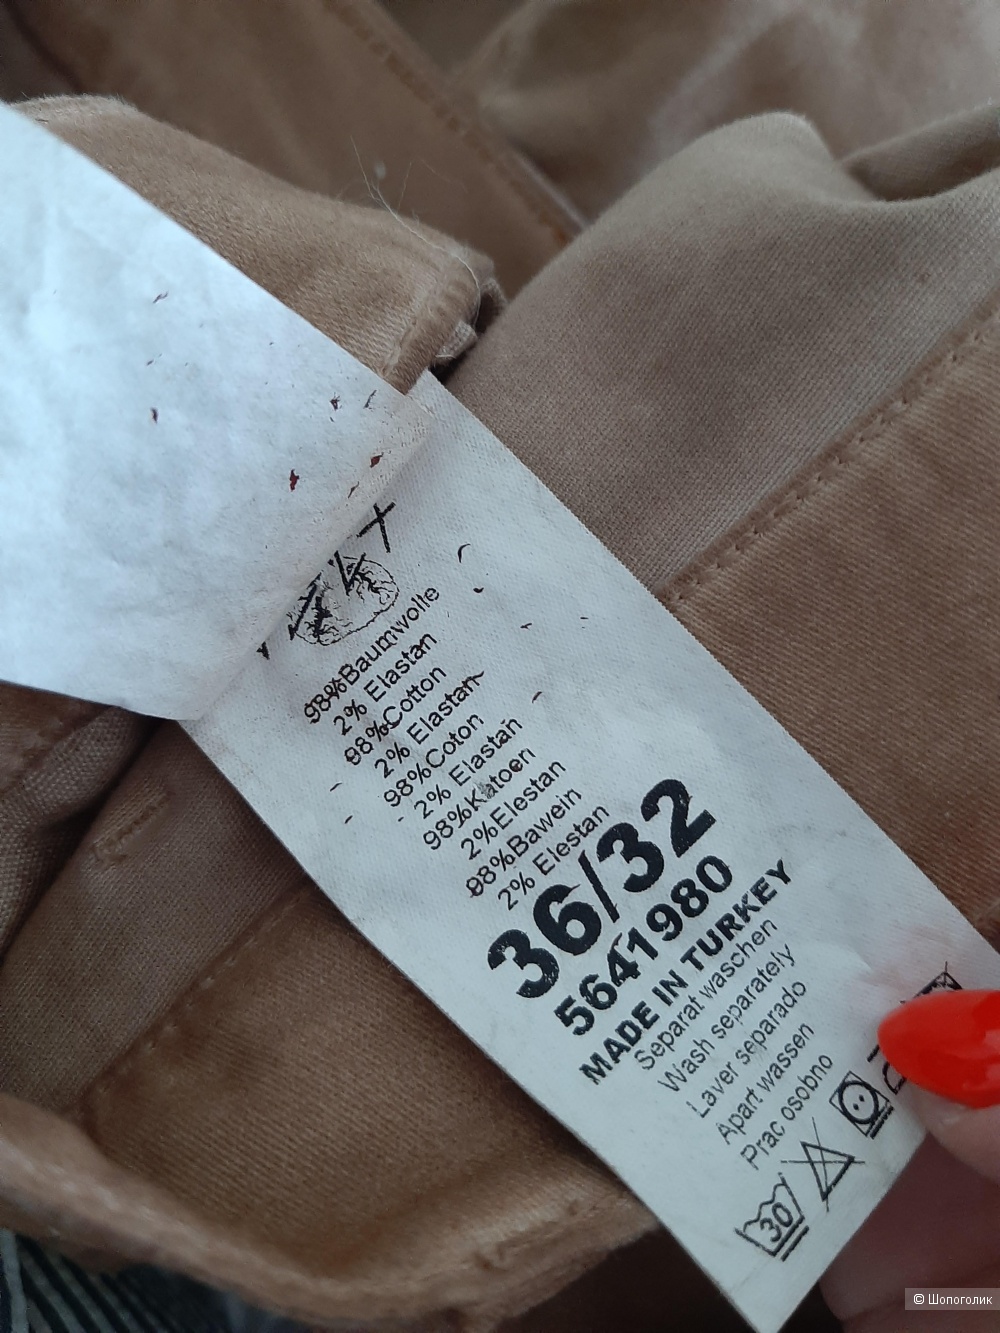 98%Baumwolle
2% Elastan
98%Cotton
2% Elastan
98%Coton
2% Elastan
98%Katoen
2%Elestan
98%Bawein
2% Elestan
36/32
5641980
MADE IN TURKEY
Separat waschen
Wash separately
Laver separado
Apart wassen
Prac osobno
30
© Шопоголик